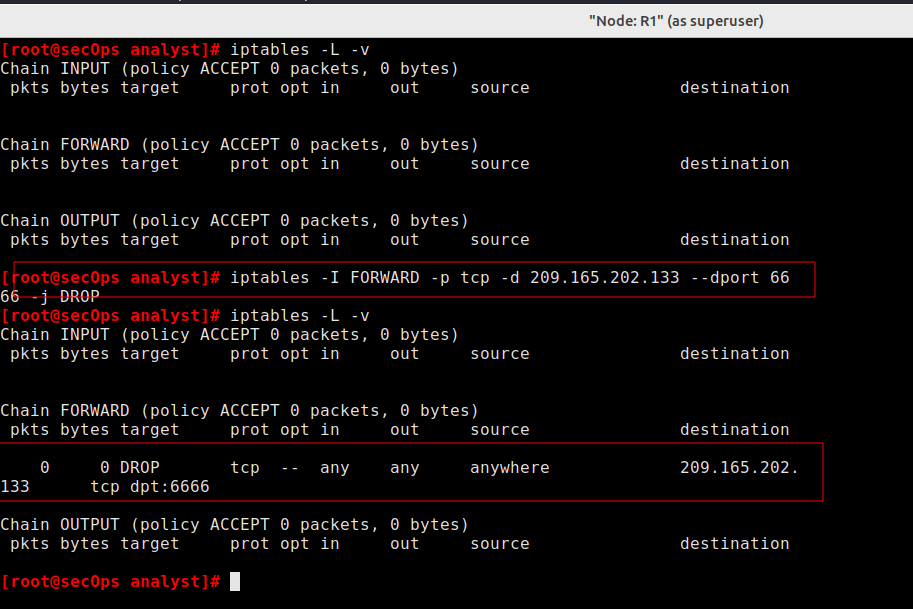 "Node: R1" (as superuser)
[root@secOps analyst]# iptables -L -v
Chain INPUT (policy ACCEPT 0 packets, 0 bytes)
 pkts bytes target     prot opt in     out     source               destination
Chain FORWARD (policy ACCEPT 0 packets, 0 bytes)
 pkts bytes target     prot opt in     out     source               destination
Chain OUTPUT (policy ACCEPT 0 packets, 0 bytes)
 pkts bytes target     prot opt in     out     source               destination
[root@secOps analyst]# iptables -I FORWARD -p tcp -d 209.165.202.133 --dport 66
66 -j DROP
[root@secOps analyst]# iptables -L -v
Chain INPUT (policy ACCEPT 0 packets, 0 bytes)
 pkts bytes target     prot opt in     out     source               destination
Chain FORWARD (policy ACCEPT 0 packets, 0 bytes)
 pkts bytes target     prot opt in     out     source               destination
    0     0 DROP       tcp  --  any    any     anywhere             209.165.202.
133      tcp dpt:6666
Chain OUTPUT (policy ACCEPT 0 packets, 0 bytes)
 pkts bytes target     prot opt in     out     source               destination
[root@secOps analyst]#